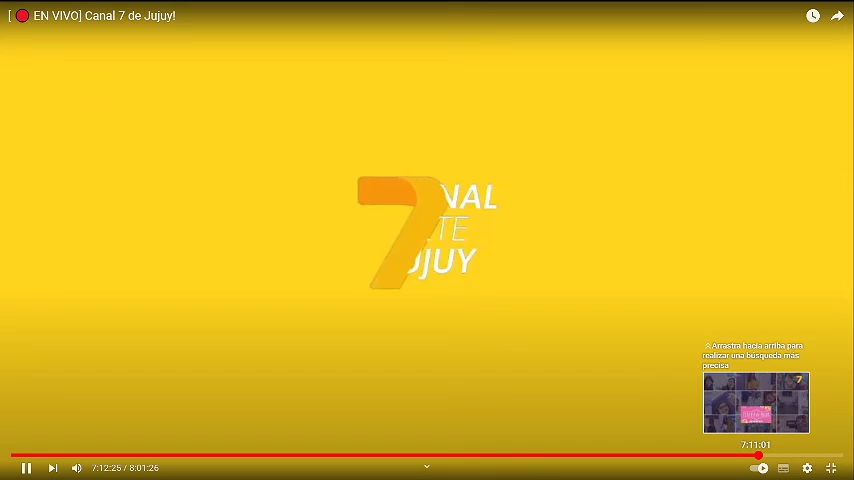 [ 🔴 EN VIVO] Canal 7 de Jujuy!
7
NAL
TE
UJUY
Arrastra hacia arriba para
realizar una búsqueda más
precisa
7
7:11:01
7:12:25 / 8:01:26